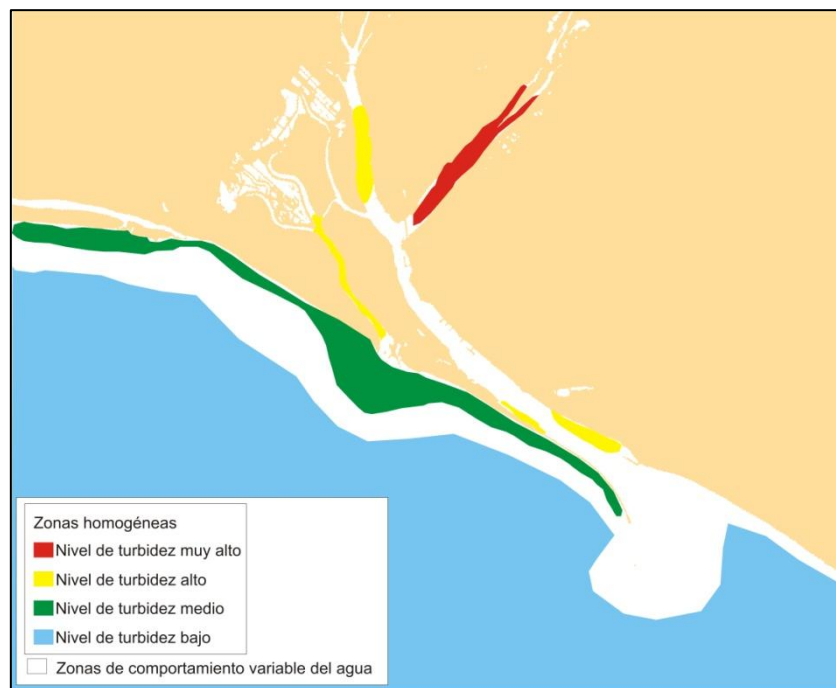 Zonas homogéneas
Nivel de turbidez muy alto
Nivel de turbidez alto
Nivel de turbidez medio
Nivel de turbidez bajo
Zonas de comportamiento variable del agua